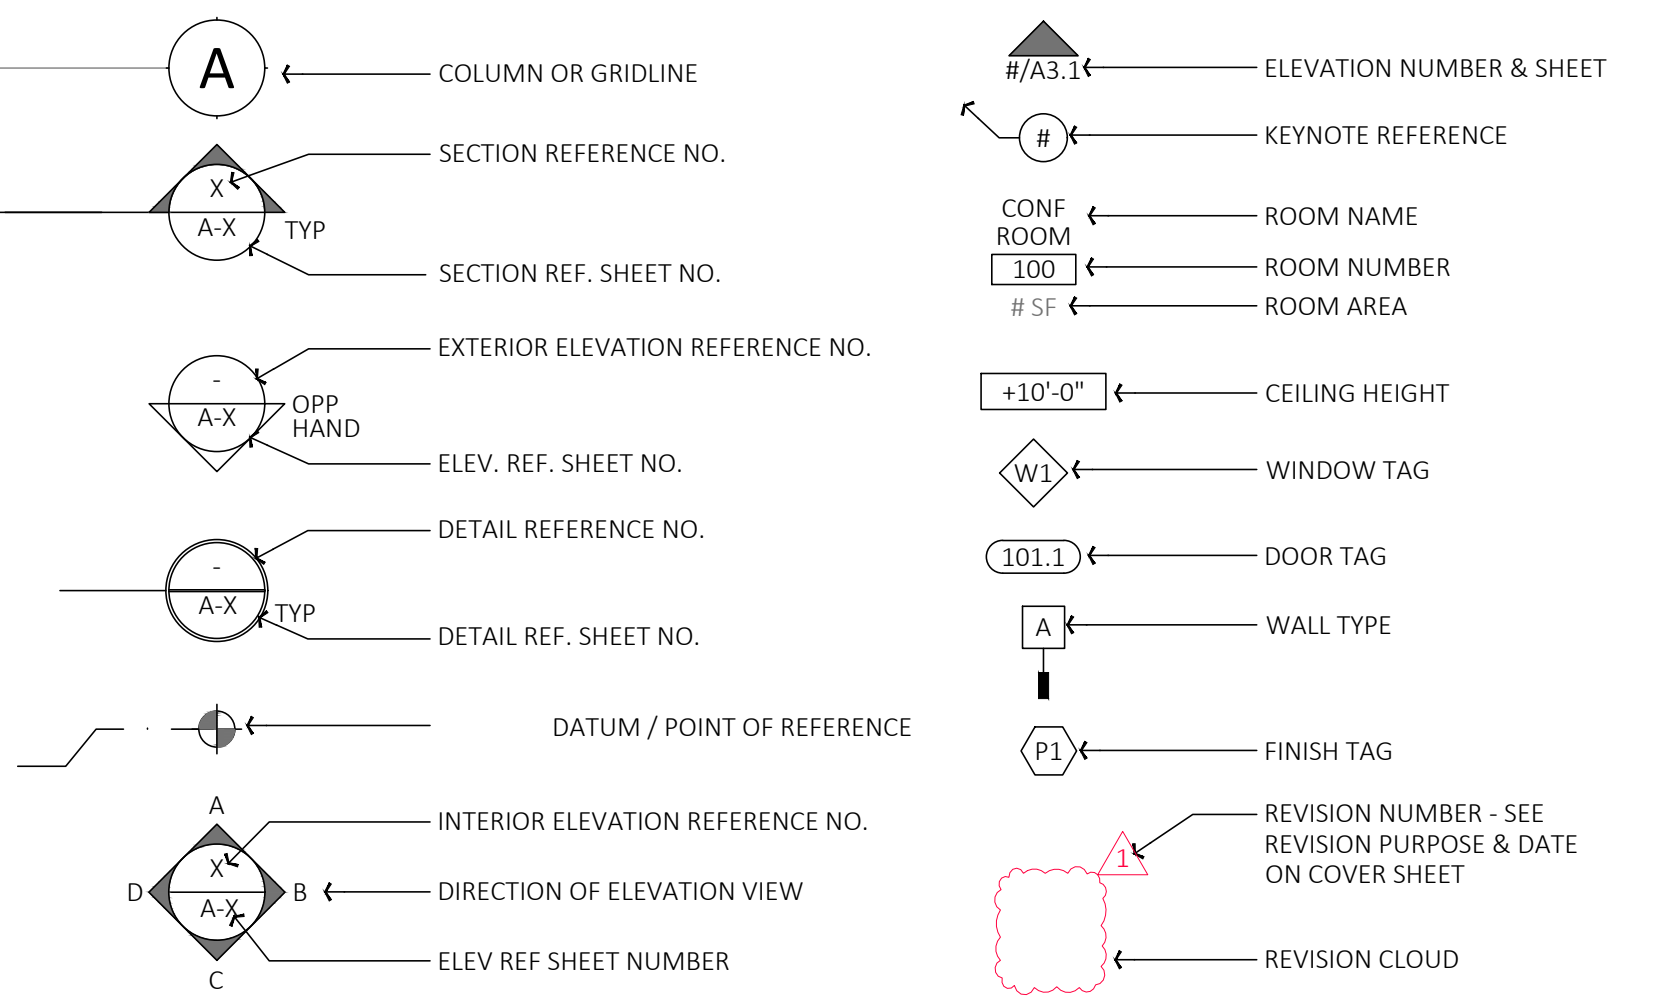 A
COLUMN OR GRIDLINE
SECTION REFERENCE NO.
X
A-X
TYP
SECTION REF. SHEET NO.
EXTERIOR ELEVATION REFERENCE NO.
-
A-X
OPP
HAND
ELEV. REF. SHEET NO.
DETAIL REFERENCE NO.
-
A-X
TYP
DETAIL REF. SHEET NO.
DATUM / POINT OF REFERENCE
A
INTERIOR ELEVATION REFERENCE NO.
X
D
B
DIRECTION OF ELEVATION VIEW
A-X
ELEV REF SHEET NUMBER
C
#/A3.1
ELEVATION NUMBER & SHEET
#
KEYNOTE REFERENCE
CONF
ROOM
ROOM NAME
100
ROOM NUMBER
# SF
ROOM AREA
+10'-0"
CEILING HEIGHT
W1
WINDOW TAG
101.1
DOOR TAG
A
WALL TYPE
P1
FINISH TAG
REVISION NUMBER - SEE
REVISION PURPOSE & DATE
ON COVER SHEET
1
REVISION CLOUD